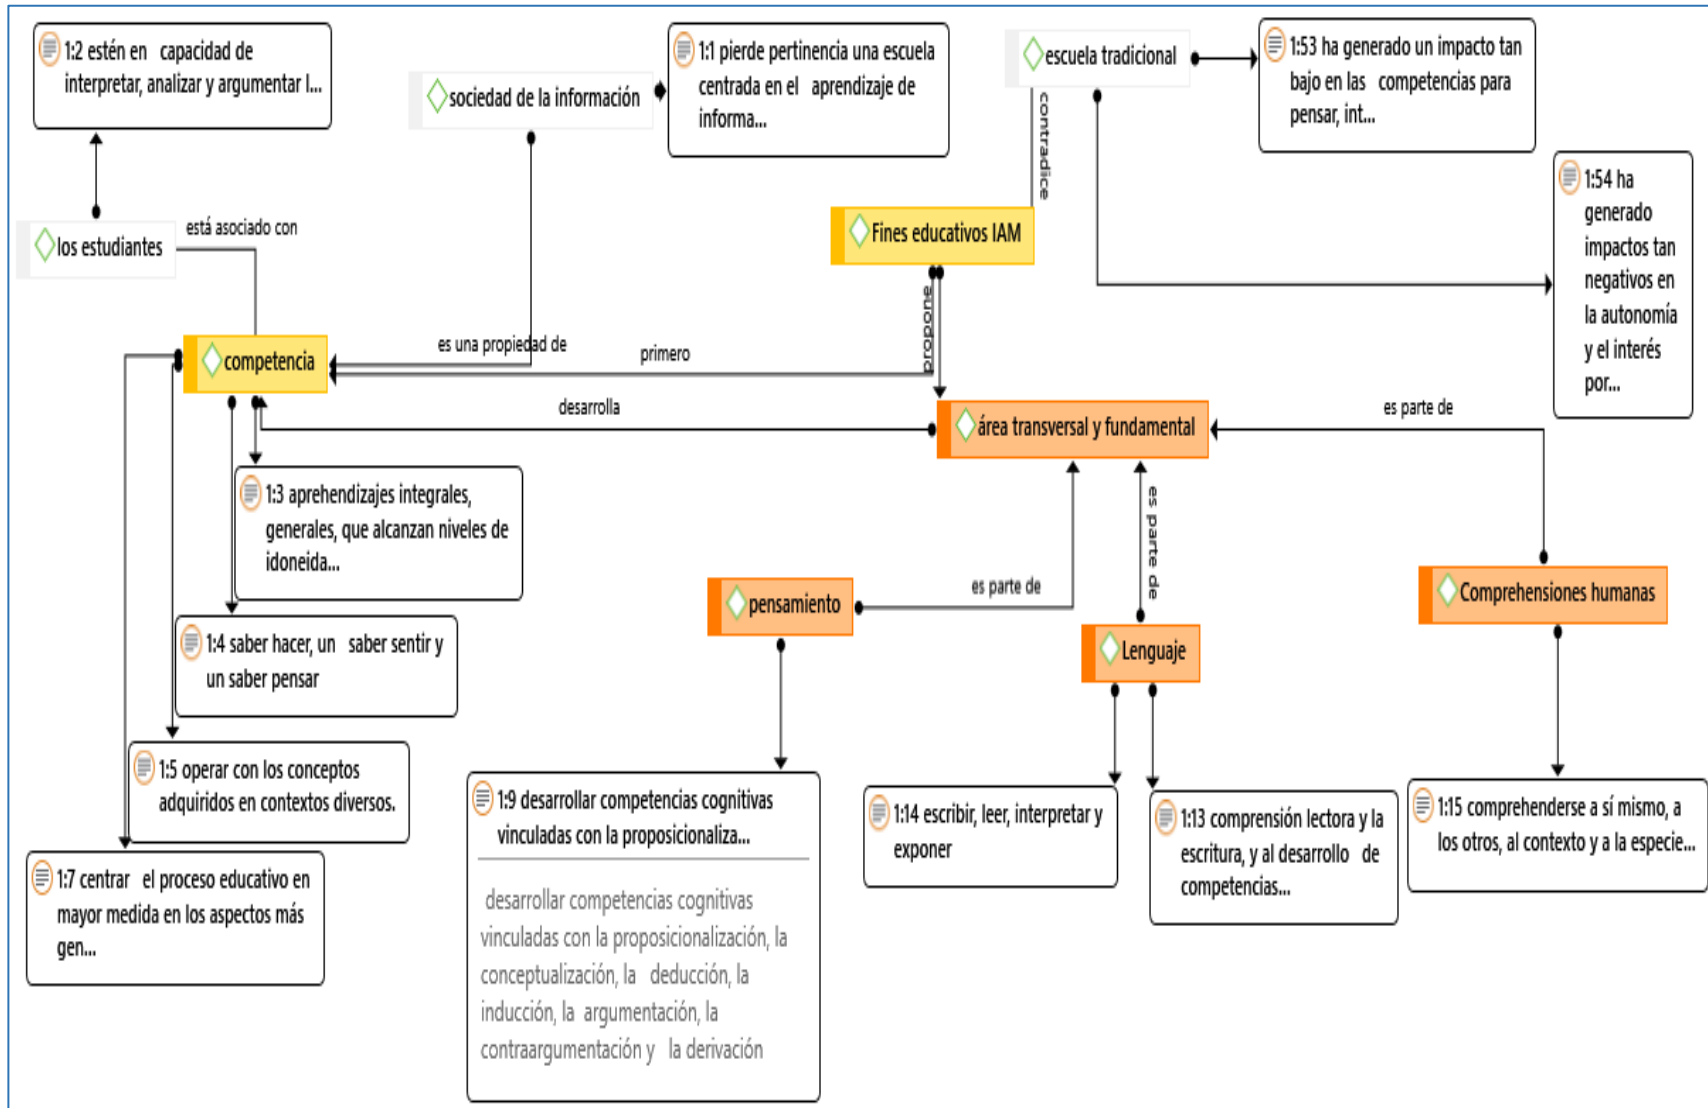 1:2 estén en capacidad de
interpretar, analizar y argumentar l...
sociedad de la información
1:1 pierde pertinencia una escuela
centrada en el aprendizaje de
informa...
escuela tradicional
1:53 ha generado un impacto tan
bajo en las competencias para
pensar, int...
contradice
1:54 ha
generado
impactos tan
negativos en
la autonomía
y el interés
por...
los estudiantes
está asociado con
Fines educativos IAM
propone
es una propiedad de
primero
competencia
desarrolla
área transversal y fundamental
es parte de
1:3 aprehendizajes integrales,
generales, que alcanzan niveles de
idoneida...
es parte de
es parte de
pensamiento
Lenguaje
Comprehensiones humanas
1:4 saber hacer, un saber sentir y
un saber pensar
1:5 operar con los conceptos
adquiridos en contextos diversos.
1:7 centrar el proceso educativo en
mayor medida en los aspectos más
gen...
1:9 desarrollar competencias cognitivas
vinculadas con la proposicionaliza...
desarrollar competencias cognitivas
vinculadas con la proposicionalización, la
conceptualización, la deducción, la
inducción, la argumentación, la
contraargumentación y la derivación
1:14 escribir, leer, interpretar y
exponer
1:13 comprensión lectora y la
escritura, y al desarrollo de
competencias...
1:15 comprehenderse a sí mismo, a
los otros, al contexto y a la especie...